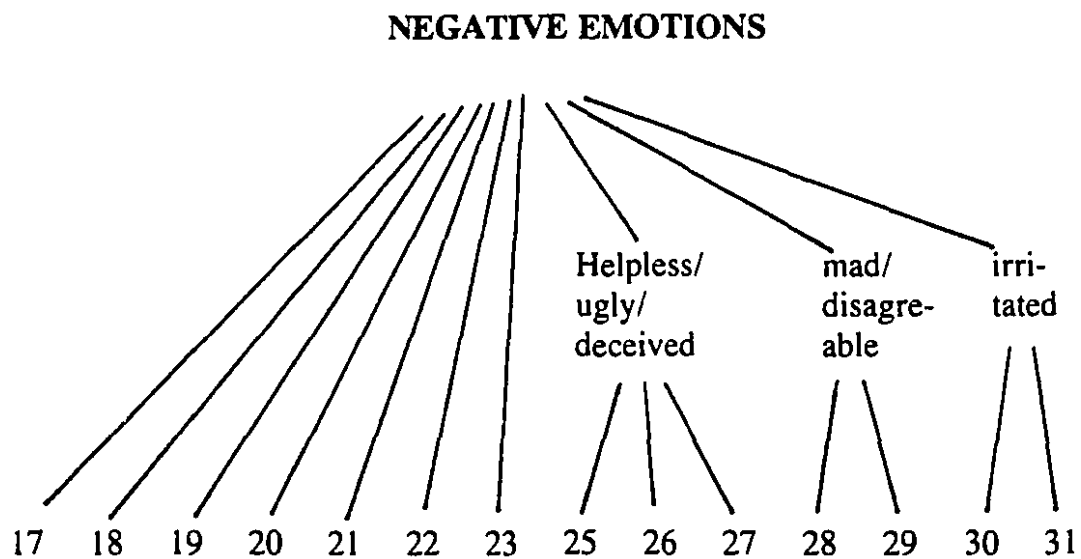 NEGATIVE EMOTIONS
Helpless/
ugly/
deceived
mad/
disagre-
able
irri-
tated
17 18 19 20 21 22 23 25 26 27 28 29 30 31